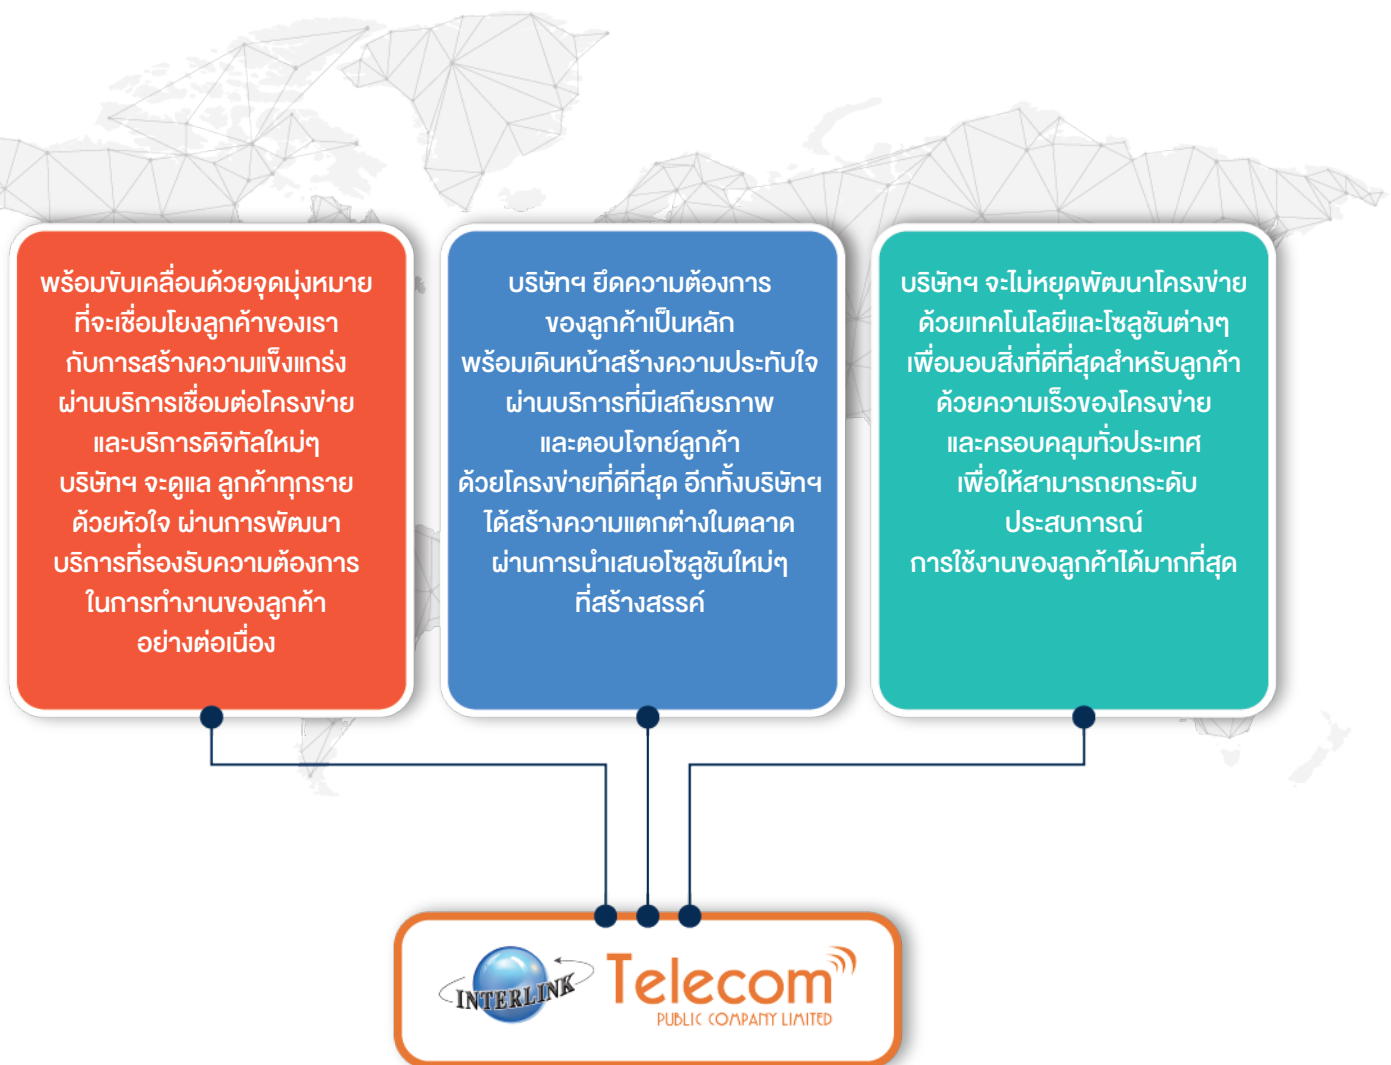 พร้อมขับเคลื่อนด้วยจุดมุ่งหมาย
ที่จะเชื่อมโยงลูกค้าของเรา
กับการสร้างความแข็งแกร่ง
ผ่านบริการเชื่อมต่อโครงข่าย
และบริการดิจิทัลใหม่ๆ
บริษัทฯ จะดูแล ลูกค้าทุกราย
ด้วยหัวใจ ผ่านการพัฒนา
บริการที่รองรับความต้องการ
ในการทำงานของลูกค้า
อย่างต่อเนื่อง
บริษัทฯ ยึดความต้องการ
ของลูกค้าเป็นหลัก
พร้อมเดินหน้าสร้างความประทับใจ
ผ่านบริการที่มีเสถียรภาพ
และตอบโจทย์ลูกค้า
ด้วยโครงข่ายที่ดีที่สุด อีกทั้งบริษัทฯ
ได้สร้างความแตกต่างในตลาด
ผ่านการนำเสนอโซลูชันใหม่ๆ
ที่สร้างสรรค์
บริษัทฯ จะไม่หยุดพัฒนาโครงข่าย
ด้วยเทคโนโลยีและโซลูชันต่างๆ
เพื่อมอบสิ่งที่ดีที่สุดสำหรับลูกค้า
ด้วยความเร็วของโครงข่าย
และครอบคลุมทั่วประเทศ
เพื่อให้สามารถยกระดับ
ประสบการณ์
การใช้งานของลูกค้าได้มากที่สุด
INTERLINK
Telecom
PUBLIC COMPANY LIMITED